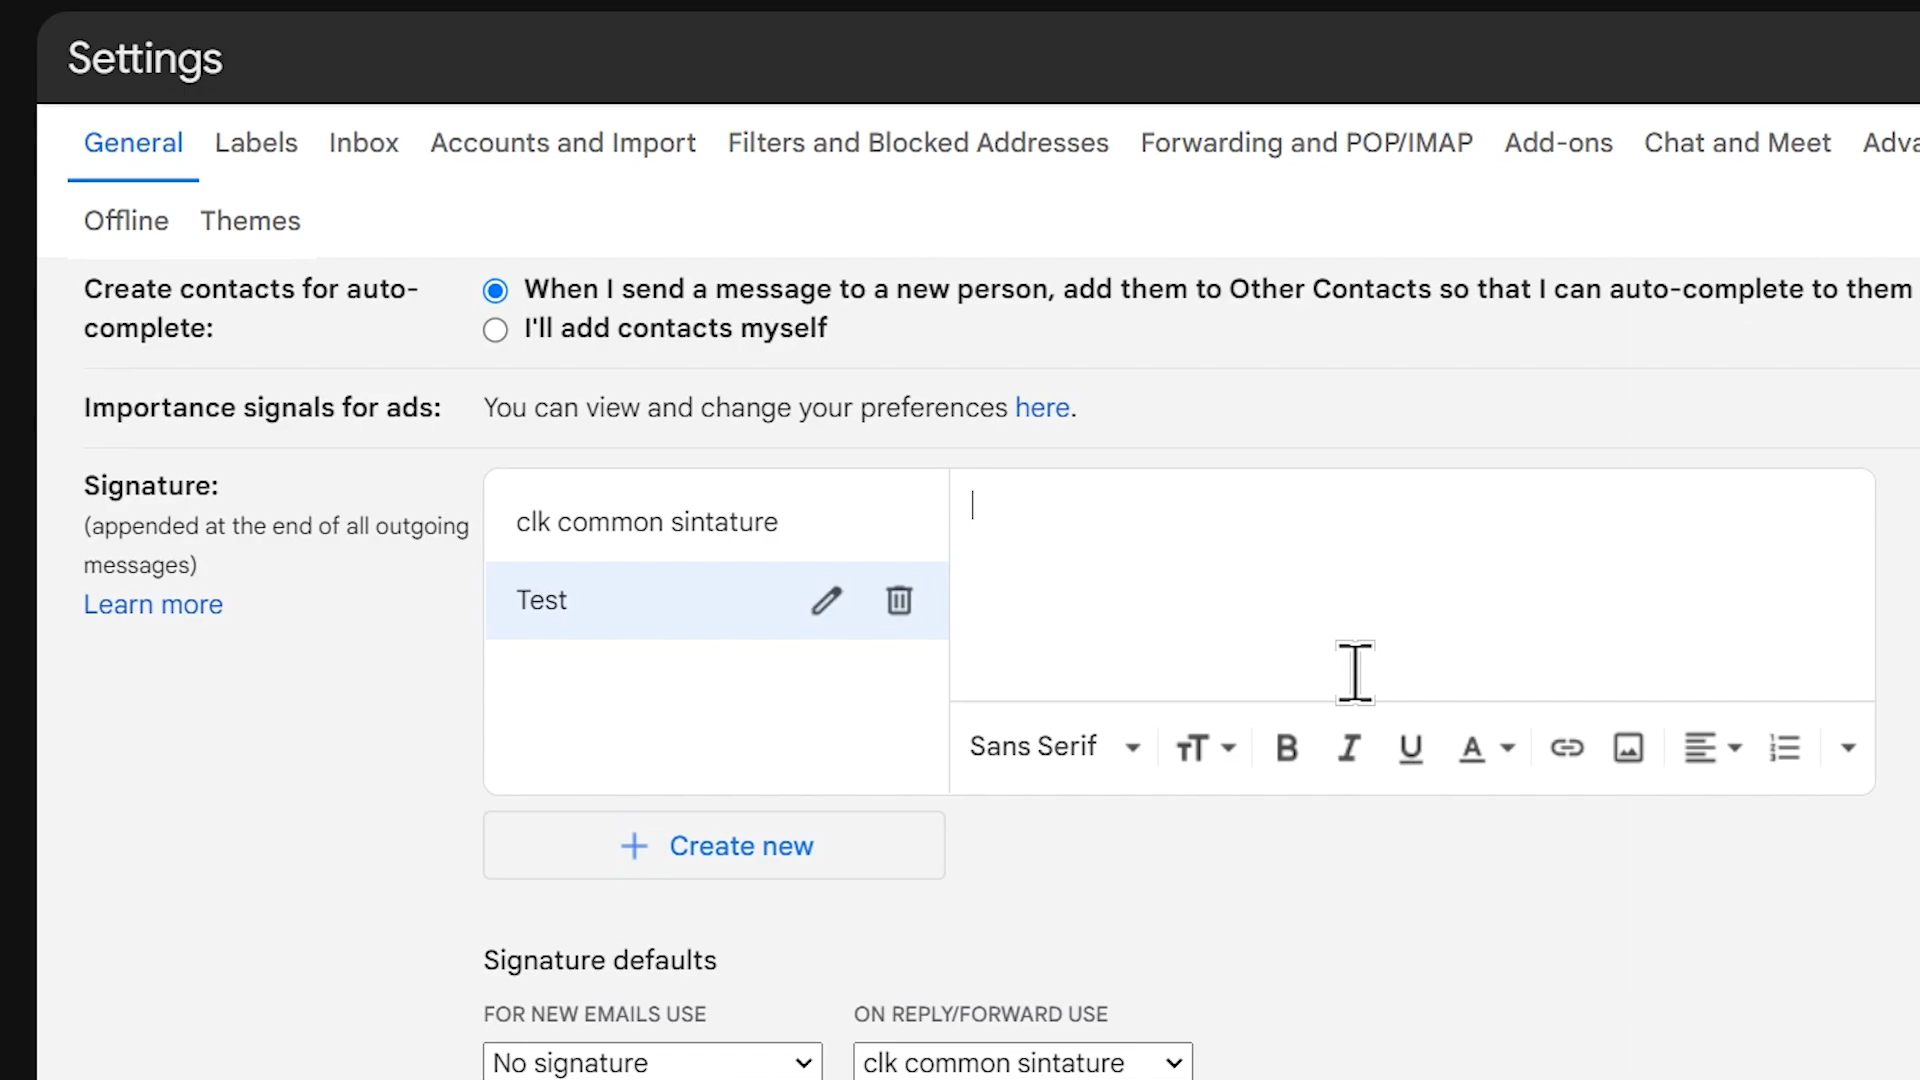 Settings
General Labels Inbox Accounts and Import Filters and Blocked Addresses Forwarding and POP/IMAP Add-ons Chat and Meet
Offline Themes
Create contacts for auto-
complete:
When I send a message to a new person, add them to Other Contacts so that I can auto-complete to them
I'll add contacts myself
Importance signals for ads:
You can view and change your preferences here.
Signature:
(appended at the end of all outgoing
messages)
Learn more
clk common sintature
Test
Sans Serif
Create new
Signature defaults
FOR NEW EMAILS USE
No signature
ON REPLY/FORWARD USE
clk common sintature